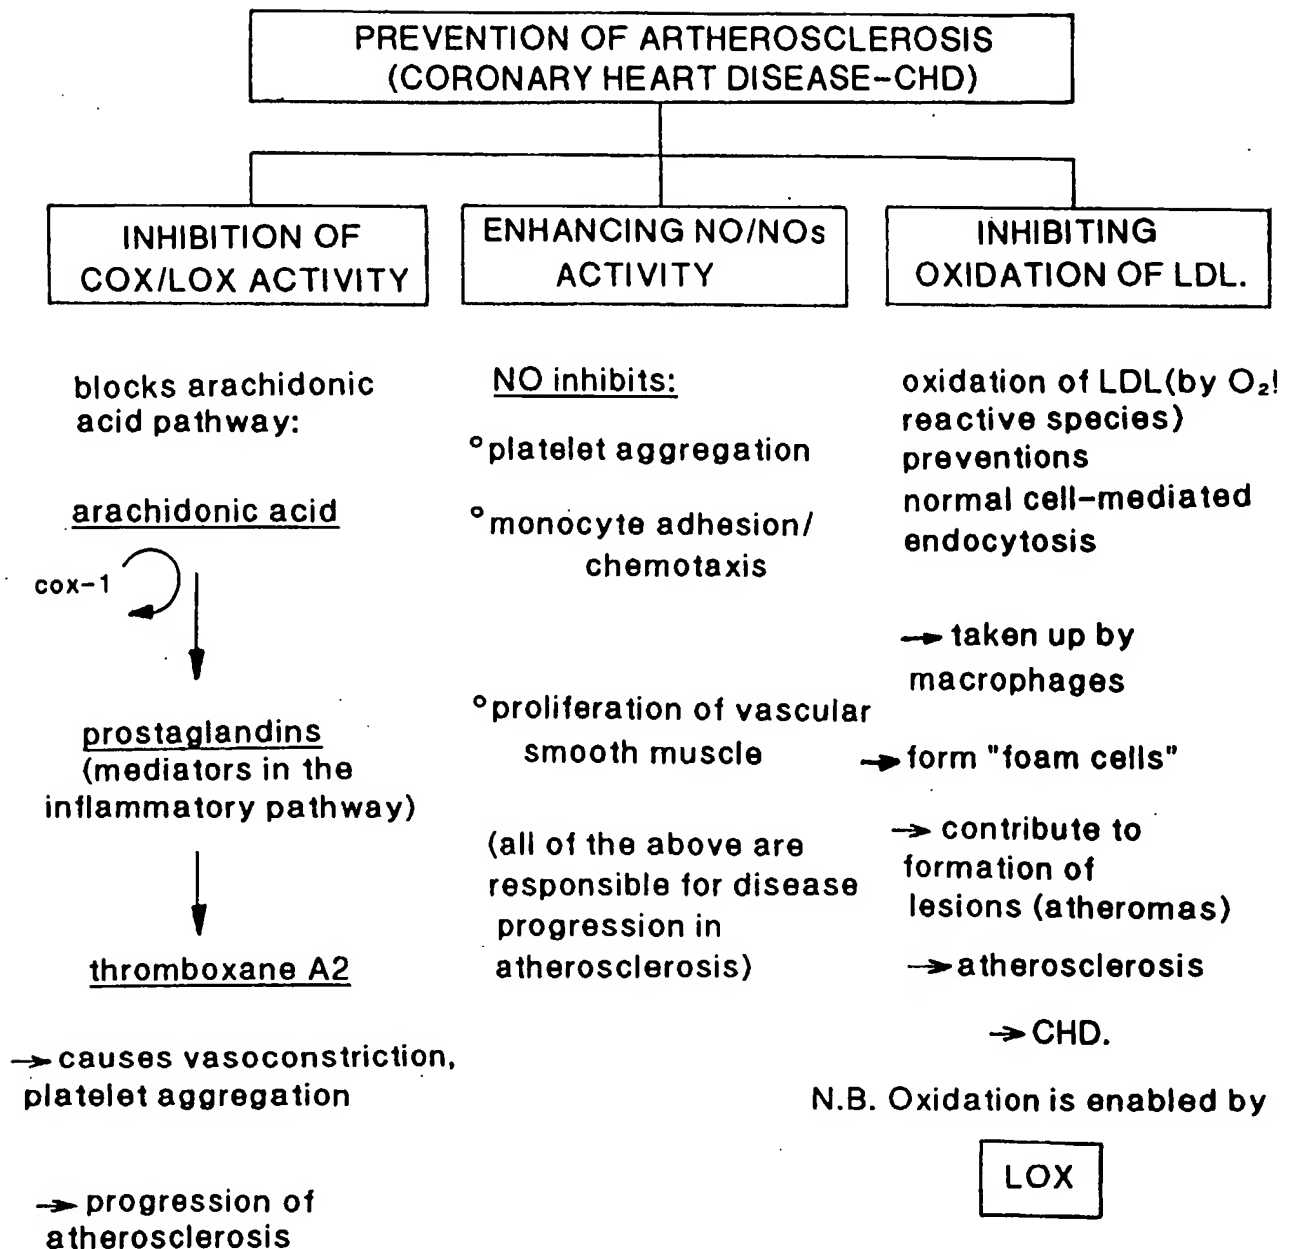 PREVENTION OF ARTHEROSCLEROSIS
(CORONARY HEART DISEASE-CHD)
INHIBITION OF
COX/LOX ACTIVITY
blocks arachidonic
acid pathway:
arachidonic acid
cox-1
prostaglandins
(mediators in the
inflammatory pathway)
thromboxane A2
→ causes vasoconstriction,
platelet aggregation
→ progression of
atherosclerosis
ENHANCING NO/NOs
ACTIVITY
NO inhibits:
° platelet aggregation
° monocyte adhesion/
chemotaxis
° proliferation of vascular
smooth muscle
(all of the above are
responsible for disease
progression in
atherosclerosis)
INHIBITING
OXIDATION OF LDL.
oxidation of LDL(by O₂!
reactive species)
preventions
normal cell-mediated
endocytosis
→ taken up by
macrophages
→ form "foam cells"
→ contribute to
formation of
lesions (atheromas)
→ atherosclerosis
→ CHD.
N.B. Oxidation is enabled by
LOX